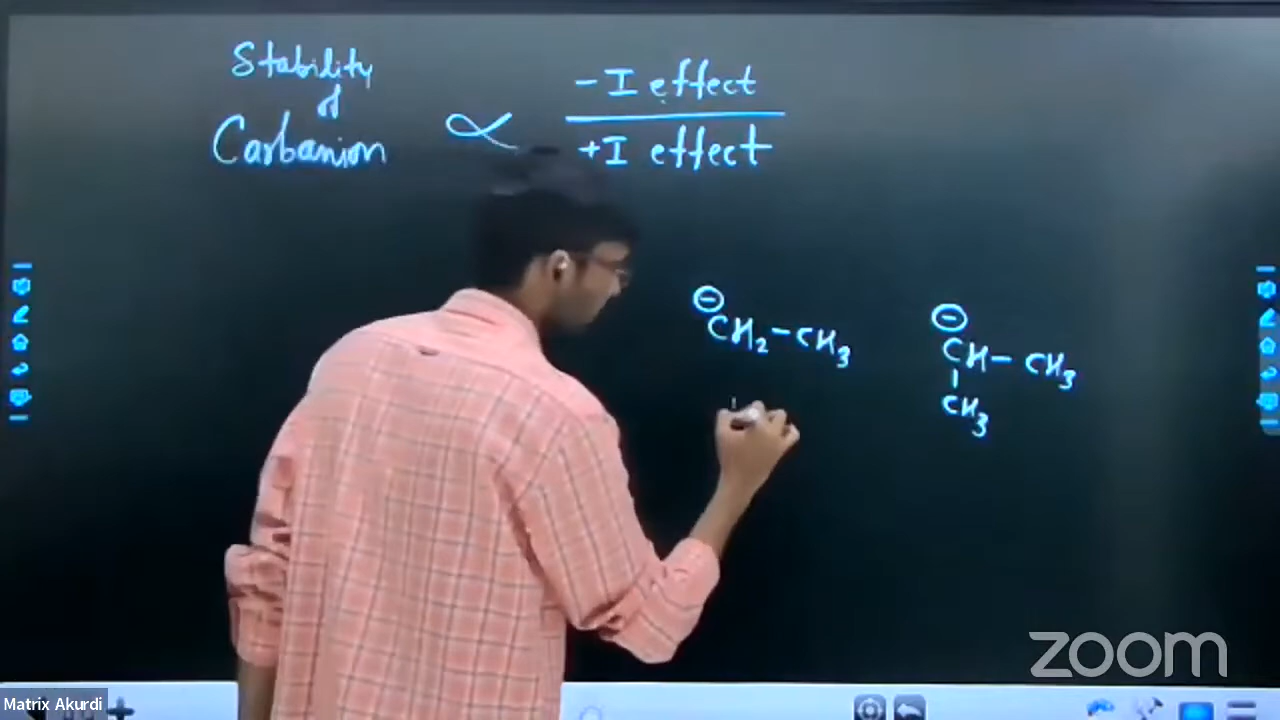 Stability
of
Carbanion ∝ -I effect
+I effect
⊖
CH2-CH3
⊖
CH-CH3
|
CH3
zoom
Matrix Akurdi